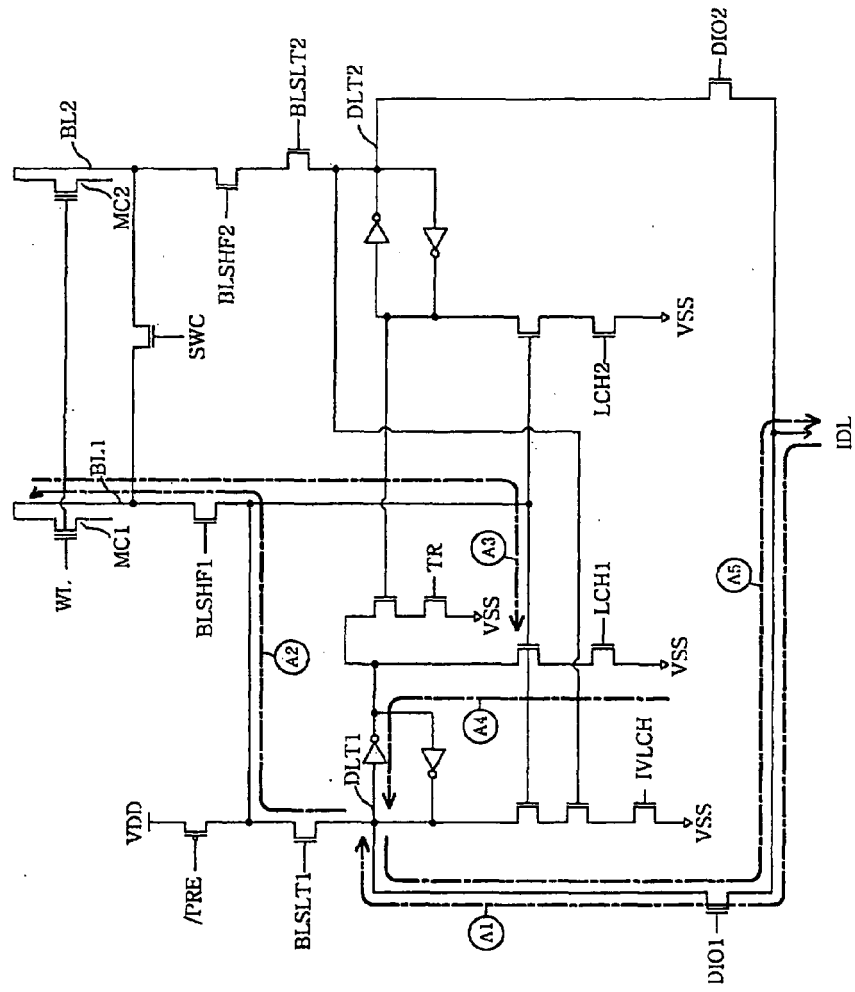 DIO2
BLSLT2
DLT2
BL2
MC2
BLSHF2
SWC
LCH2
VSS
IDL
BL1
MC1
WL
BLSHF1
A3
TR
VSS
LCH1
VSS
A5
A2
A4
DLT1
VDD
/PRE
BLSLT1
IVLCH
VSS
A1
DIO1